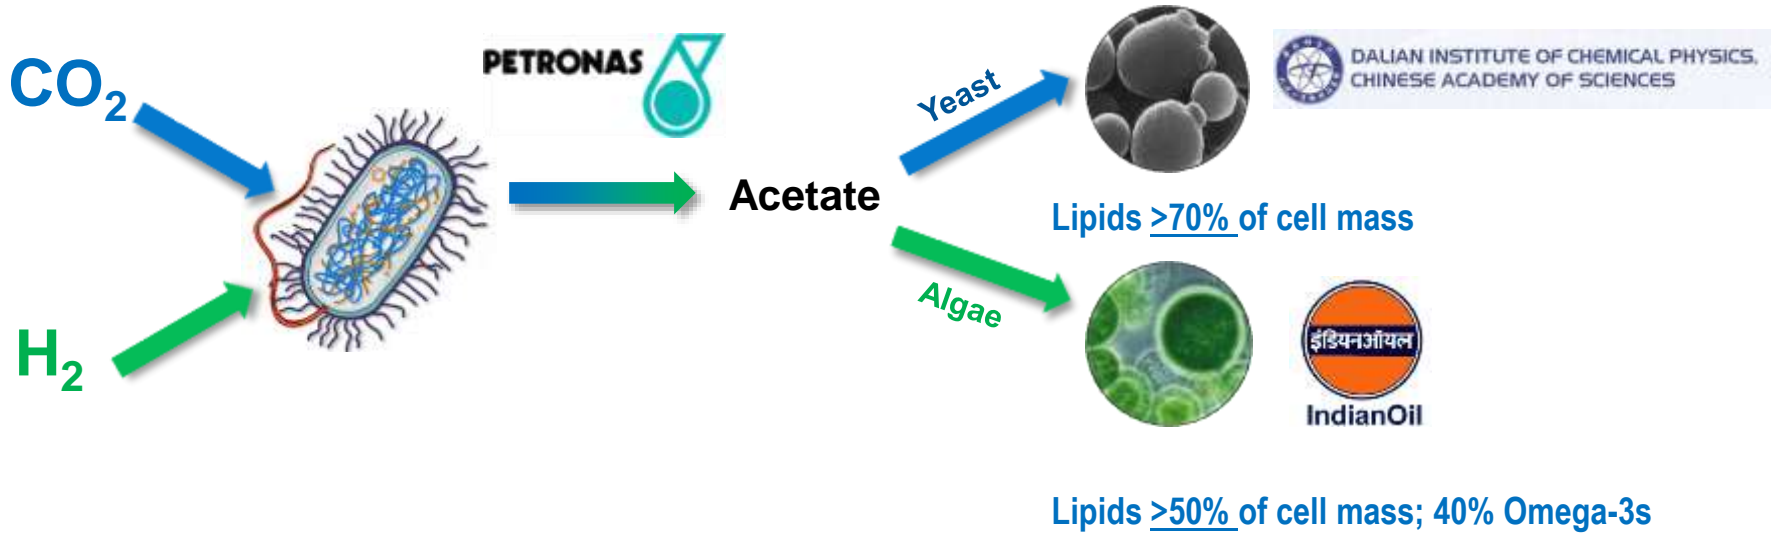 CO2
H2
PETRONAS
Acetate
Yeast
DALIAN INSTITUTE OF CHEMICAL PHYSICS,
CHINESE ACADEMY OF SCIENCES
Lipids >70% of cell mass
Algae
इंडियनऑयल
IndianOil
Lipids >50% of cell mass; 40% Omega-3s